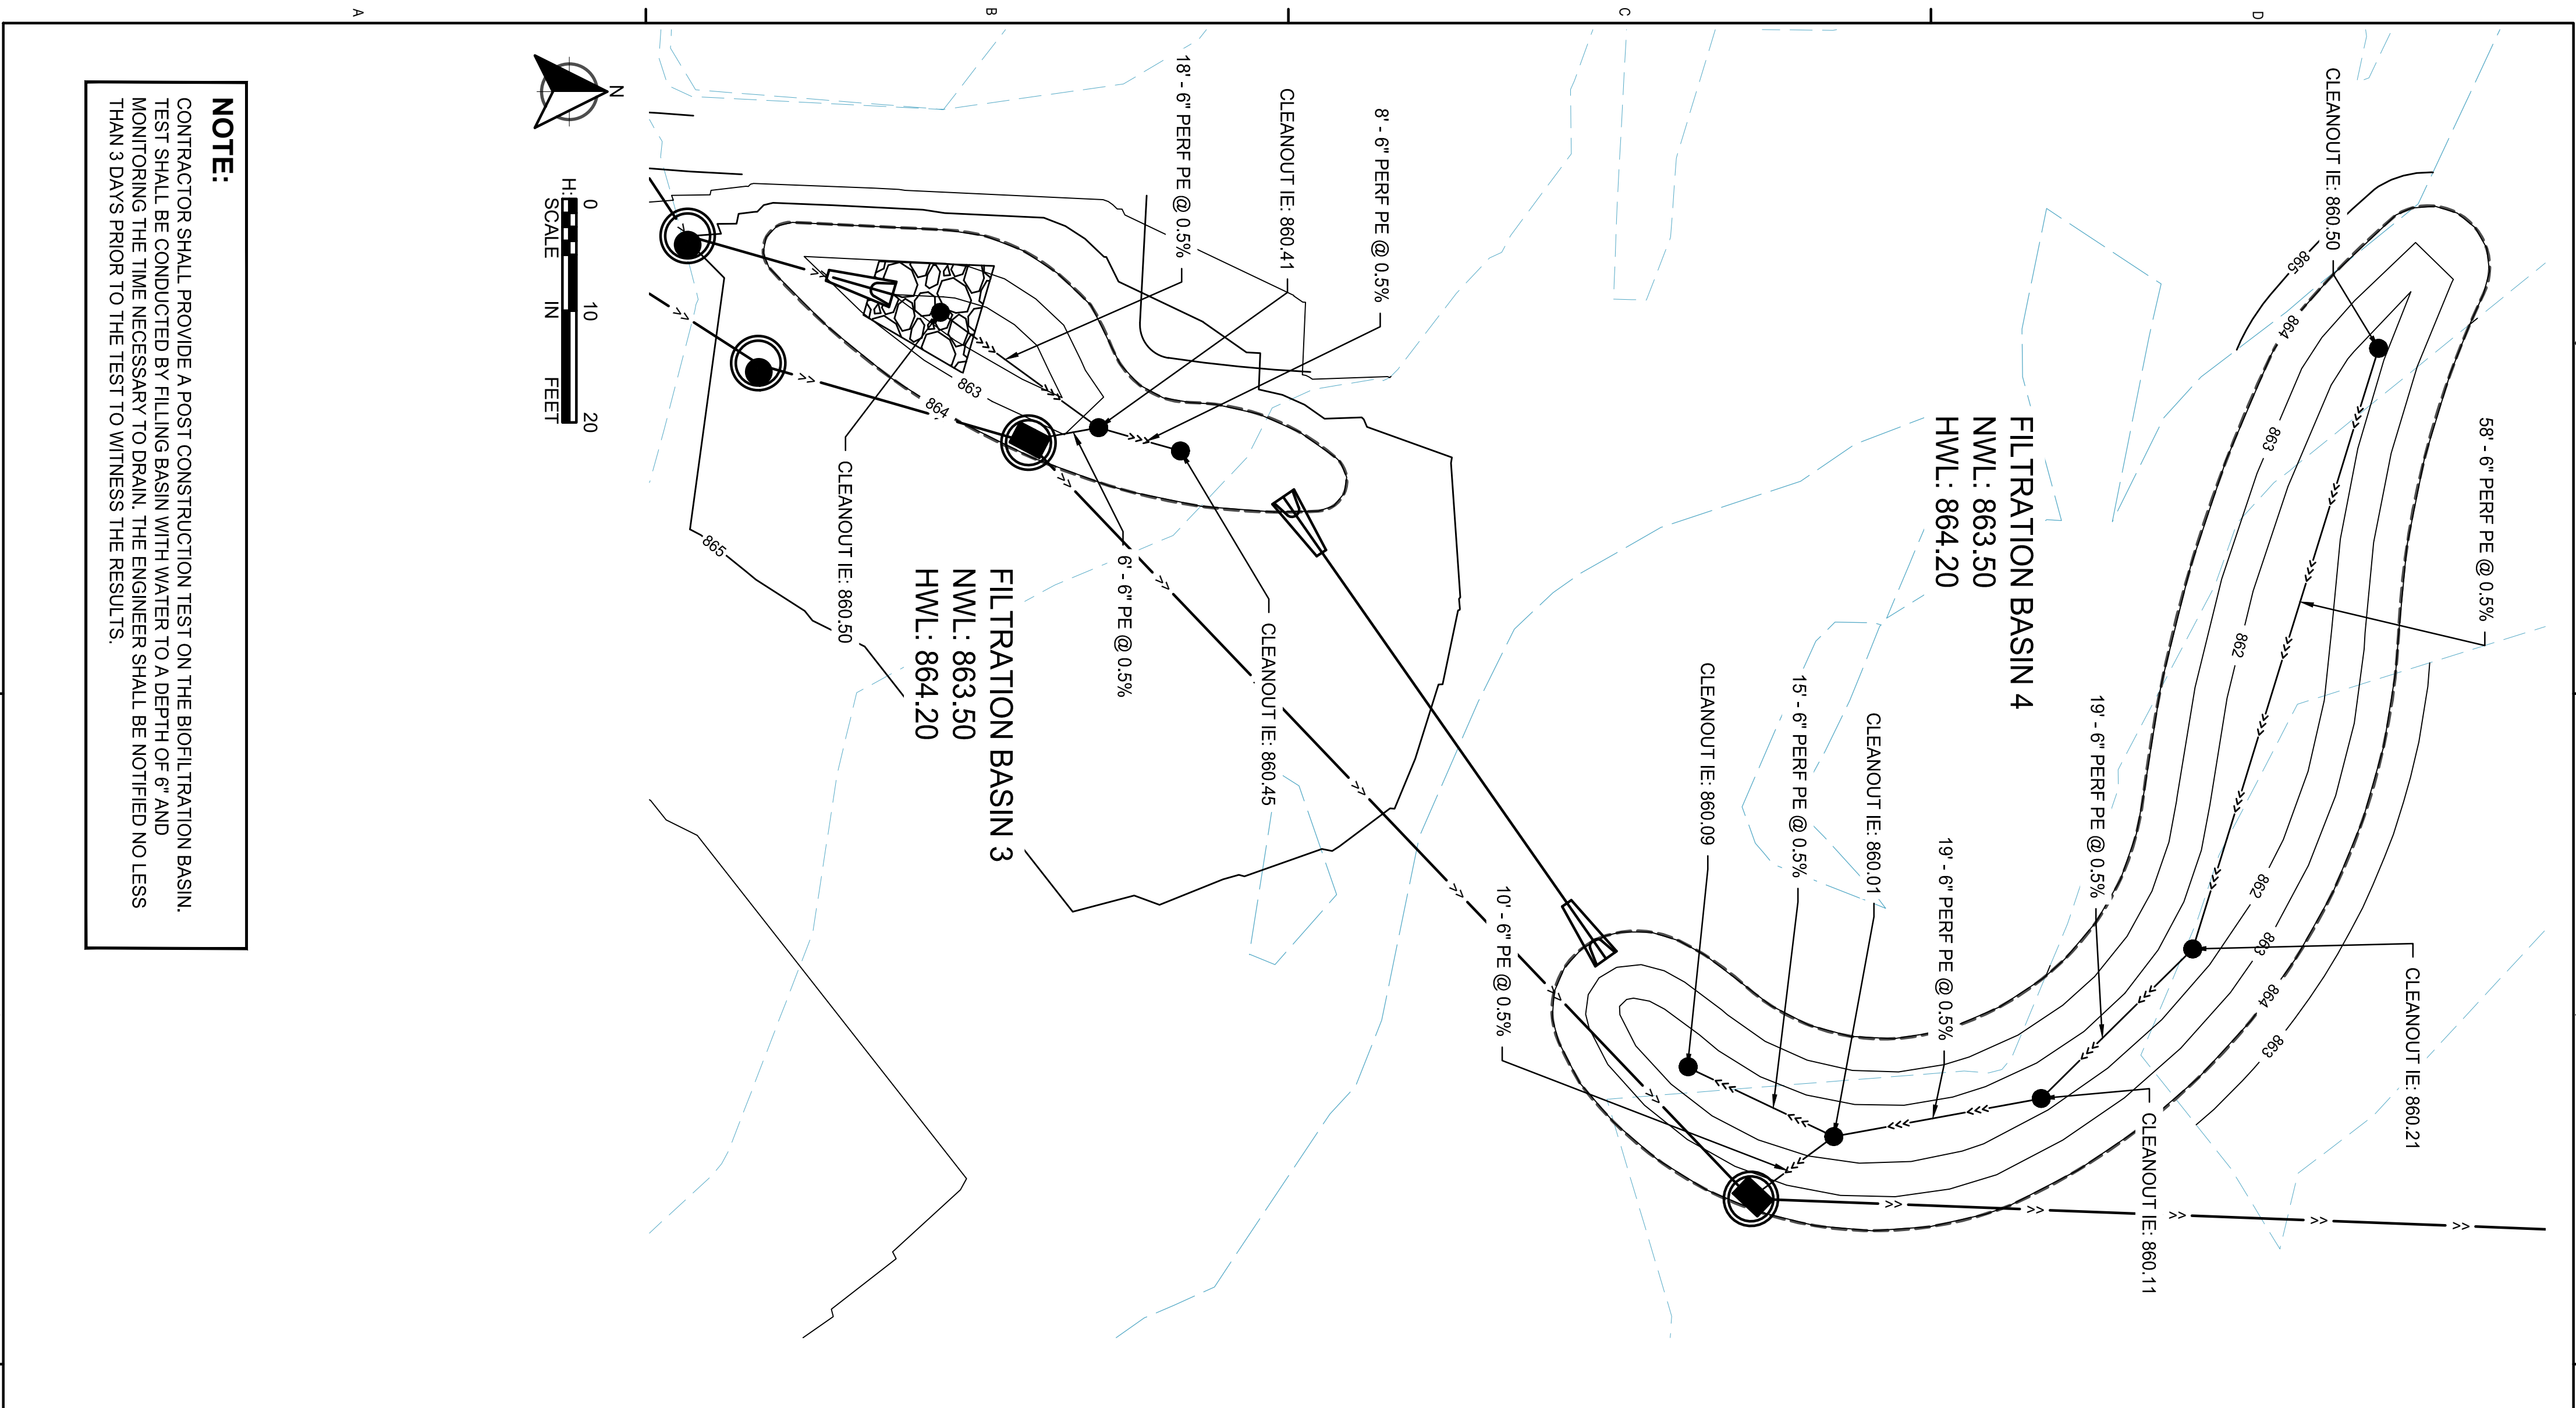 A
B
C
D
NOTE:
CONTRACTOR SHALL PROVIDE A POST CONSTRUCTION TEST ON THE BIOFILTRATION BASIN.
TEST SHALL BE CONDUCTED BY FILLING BASIN WITH WATER TO A DEPTH OF 6" AND
MONITORING THE TIME NECESSARY TO DRAIN. THE ENGINEER SHALL BE NOTIFIED NO LESS
THAN 3 DAYS PRIOR TO THE TEST TO WITNESS THE RESULTS.
N
0 10 20
H:
SCALE IN FEET
18' - 6" PERF PE @ 0.5%
CLEANOUT IE: 860.41
8' - 6" PERF PE @ 0.5%
863
864
865
CLEANOUT IE: 860.50
6' - 6" PE @ 0.5%
CLEANOUT IE: 860.45
FILTRATION BASIN 3
NWL: 863.50
HWL: 864.20
CLEANOUT IE: 860.50
865
864
863
862
58' - 6" PERF PE @ 0.5%
FILTRATION BASIN 4
NWL: 863.50
HWL: 864.20
CLEANOUT IE: 860.09
15' - 6" PERF PE @ 0.5%
CLEANOUT IE: 860.01
19' - 6" PERF PE @ 0.5%
19' - 6" PERF PE @ 0.5%
10' - 6" PE @ 0.5%
862
863
864
863
CLEANOUT IE: 860.21
CLEANOUT IE: 860.11